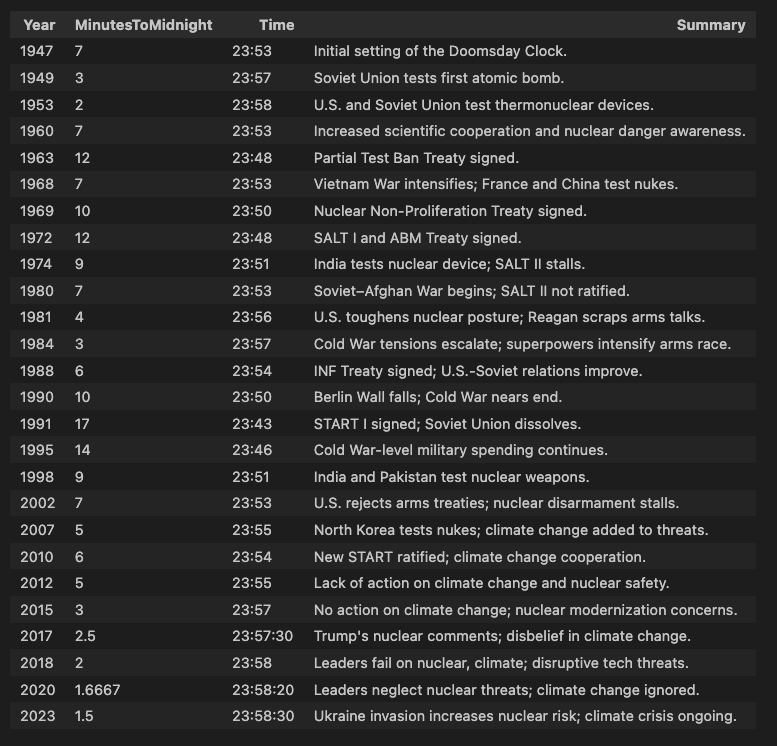 Year MinutesToMidnight Time Summary
1947 7 23:53 Initial setting of the Doomsday Clock.
1949 3 23:57 Soviet Union tests first atomic bomb.
1953 2 23:58 U.S. and Soviet Union test thermonuclear devices.
1960 7 23:53 Increased scientific cooperation and nuclear danger awareness.
1963 12 23:48 Partial Test Ban Treaty signed.
1968 7 23:53 Vietnam War intensifies; France and China test nukes.
1969 10 23:50 Nuclear Non-Proliferation Treaty signed.
1972 12 23:48 SALT I and ABM Treaty signed.
1974 9 23:51 India tests nuclear device; SALT II stalls.
1980 7 23:53 Soviet–Afghan War begins; SALT II not ratified.
1981 4 23:56 U.S. toughens nuclear posture; Reagan scraps arms talks.
1984 3 23:57 Cold War tensions escalate; superpowers intensify arms race.
1988 6 23:54 INF Treaty signed; U.S.-Soviet relations improve.
1990 10 23:50 Berlin Wall falls; Cold War nears end.
1991 17 23:43 START I signed; Soviet Union dissolves.
1995 14 23:46 Cold War-level military spending continues.
1998 9 23:51 India and Pakistan test nuclear weapons.
2002 7 23:53 U.S. rejects arms treaties; nuclear disarmament stalls.
2007 5 23:55 North Korea tests nukes; climate change added to threats.
2010 6 23:54 New START ratified; climate change cooperation.
2012 5 23:55 Lack of action on climate change and nuclear safety.
2015 3 23:57 No action on climate change; nuclear modernization concerns.
2017 2.5 23:57:30 Trump's nuclear comments; disbelief in climate change.
2018 2 23:58 Leaders fail on nuclear, climate; disruptive tech threats.
2020 1.6667 23:58:20 Leaders neglect nuclear threats; climate change ignored.
2023 1.5 23:58:30 Ukraine invasion increases nuclear risk; climate crisis ongoing.